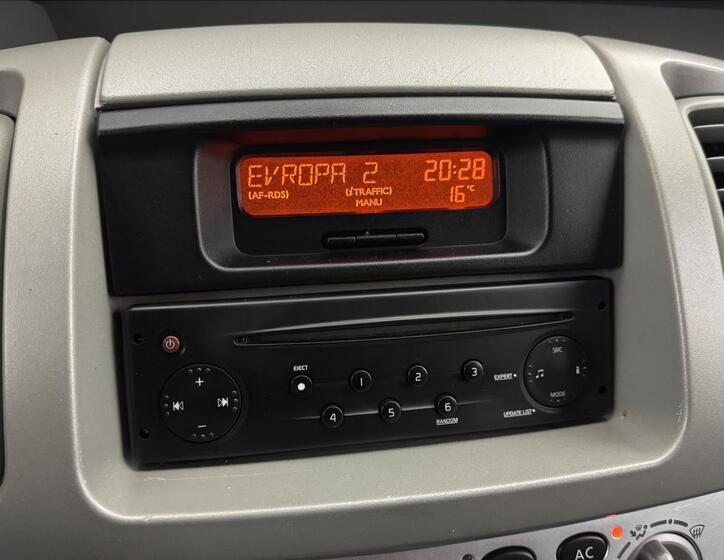 EVROPA 2 20:28
(AF-RDS) (iTRAFFIC) 16°C
MANU
EJECT
1 2 3
4 5 6
RANDOM
EXPERT
UPDATE LIST
SRC
MODE
AC